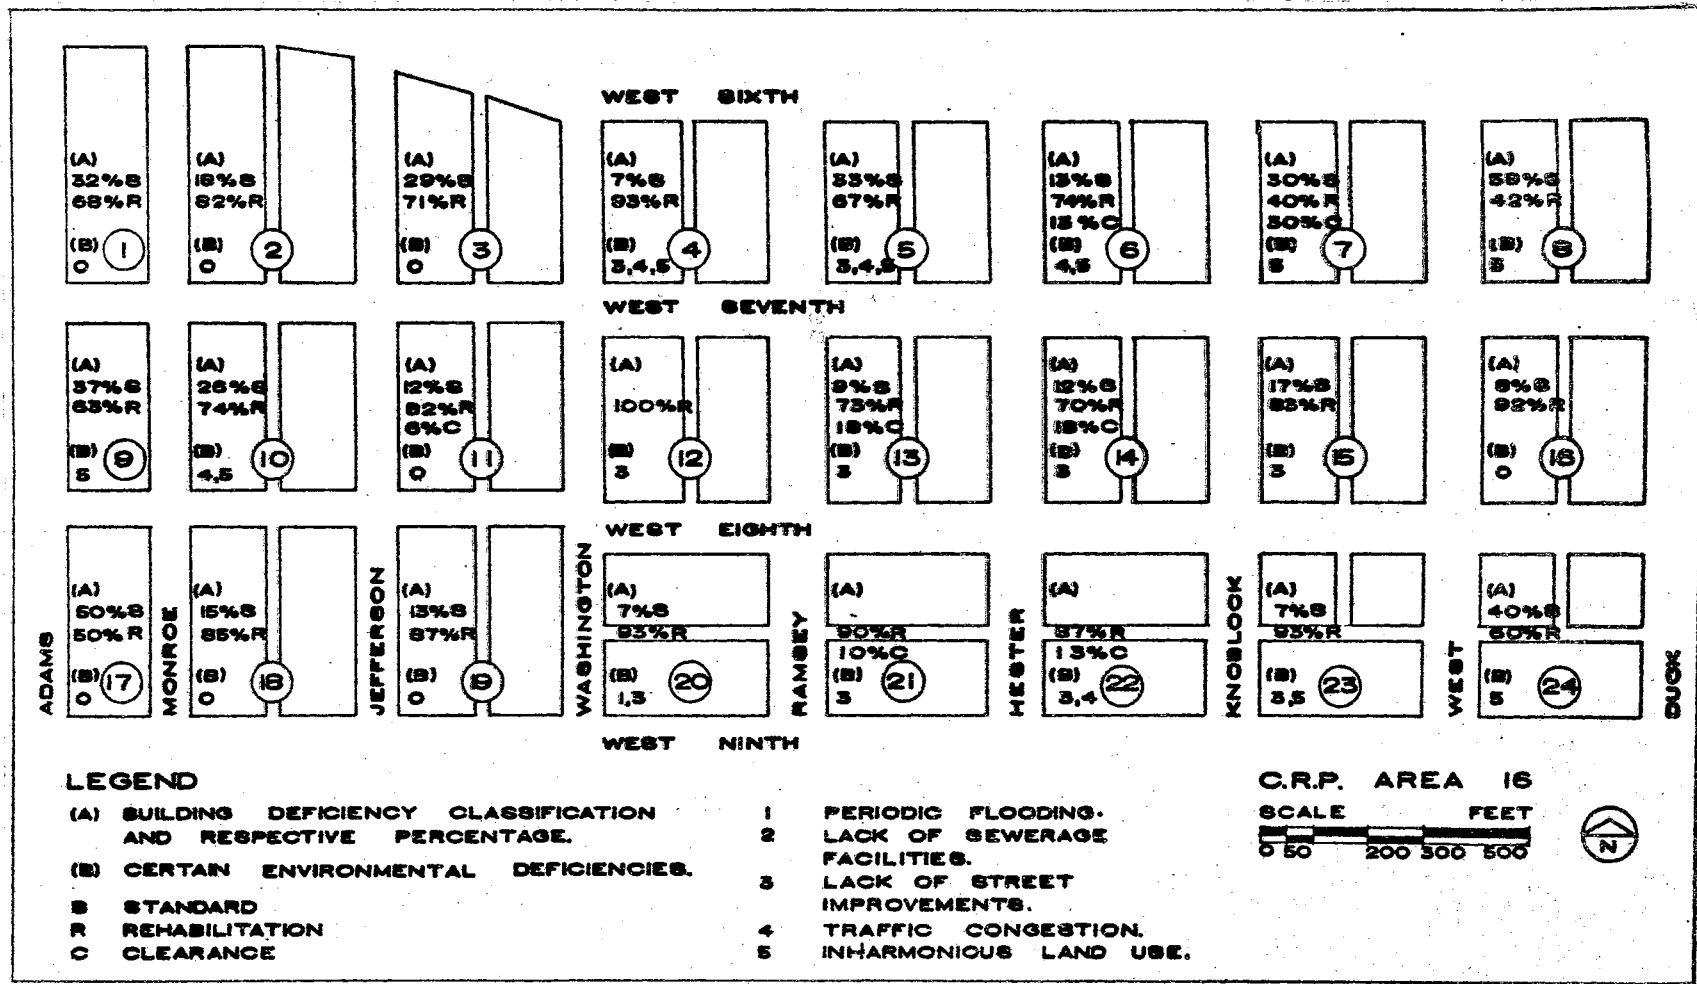 WEST SIXTH
(A)
32%S
68%R
(B)
0
1
(A)
18%S
82%R
(B)
0
2
(A)
29%S
71%R
(B)
0
3
(A)
7%S
93%R
(B)
3,4,5
4
(A)
33%S
67%R
(B)
3,4,5
5
(A)
13%S
74%R
13%C
(B)
4,5
6
(A)
30%S
40%R
30%C
(B)
5
7
(A)
58%S
42%R
(B)
8
WEST SEVENTH
(A)
37%S
63%R
(B)
5
9
(A)
26%S
74%R
(B)
4,5
10
(A)
12%S
82%R
6%C
(B)
0
11
(A)
100%R
(B)
3
12
(A)
9%S
73%R
18%C
(B)
3
13
(A)
12%S
70%R
18%C
(B)
3
14
(A)
17%S
83%R
(B)
3
15
(A)
8%S
92%R
(B)
0
16
WEST EIGHTH
ADAMS
(A)
50%S
50%R
(B)
0
17
MONROE
(A)
15%S
85%R
(B)
0
18
JEFFERSON
(A)
13%S
87%R
(B)
0
19
WASHINGTON
(A)
7%S
93%R
(B)
1,3
20
RAMSEY
(A)
90%R
10%C
(B)
3
21
HESTER
(A)
87%R
13%C
(B)
3,4
22
KNOBLOCK
(A)
7%S
93%R
(B)
3,5
23
WEST
(A)
40%S
60%R
(B)
5
24
DUCK
WEST NINTH
LEGEND
(A) BUILDING DEFICIENCY CLASSIFICATION
AND RESPECTIVE PERCENTAGE.
(B) CERTAIN ENVIRONMENTAL DEFICIENCIES.
S STANDARD
R REHABILITATION
C CLEARANCE
1 PERIODIC FLOODING.
2 LACK OF SEWERAGE
FACILITIES.
3 LACK OF STREET
IMPROVEMENTS.
4 TRAFFIC CONGESTION.
5 INHARMONIOUS LAND USE.
C.R.P. AREA 16
SCALE FEET
0 50 200 300 500
N